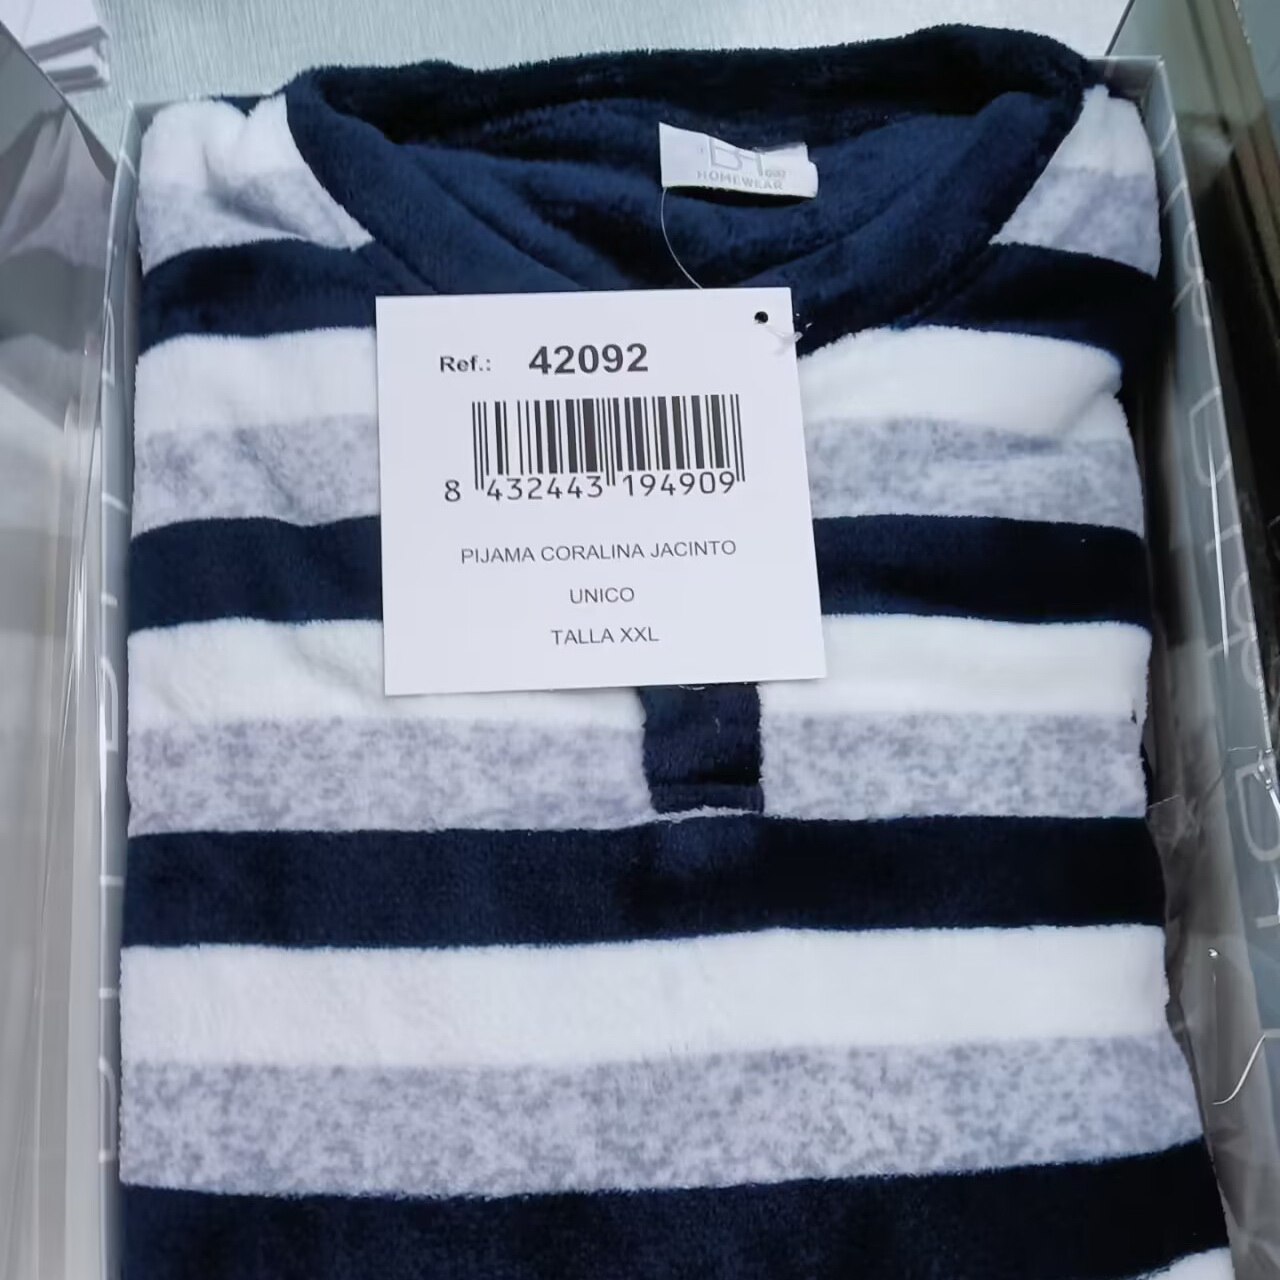 HOMEWEAR
Ref.: 42092
8 432443 194909
PIJAMA CORALINA JACINTO
UNICO
TALLA XXL